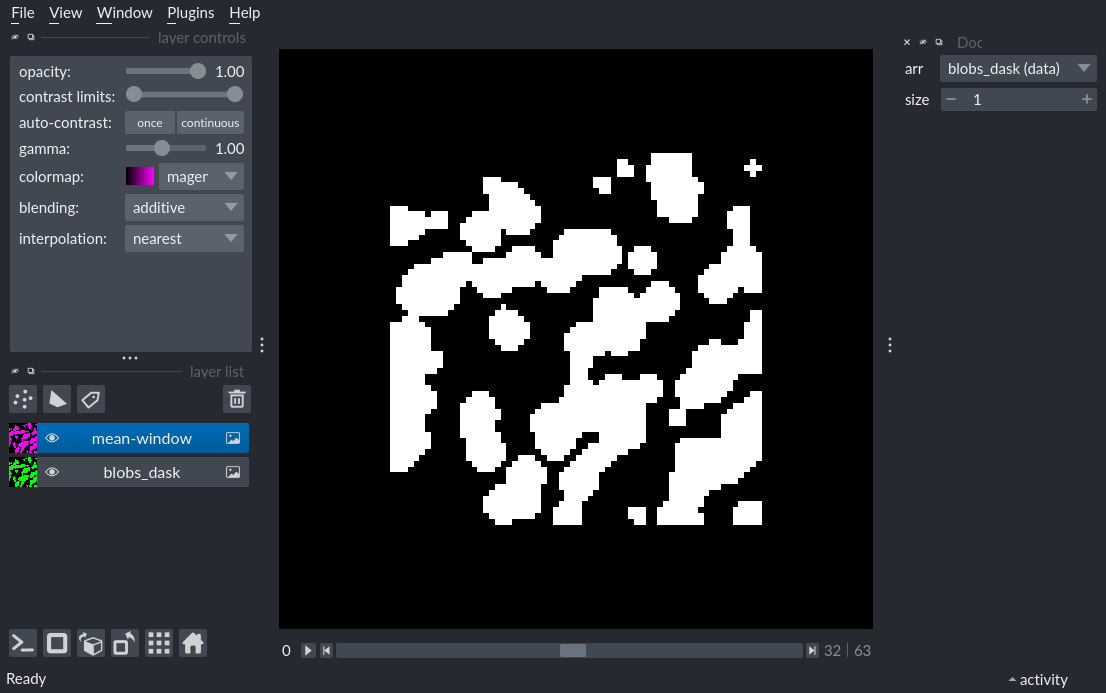 File View Window Plugins Help
layer controls
opacity: 1.00
contrast limits:
auto-contrast: once continuous
gamma: 1.00
colormap: mager
blending: additive
interpolation: nearest
layer list
mean-window
blobs_dask
0 32 | 63
Ready
Doc
arr blobs_dask (data)
size 1
activity